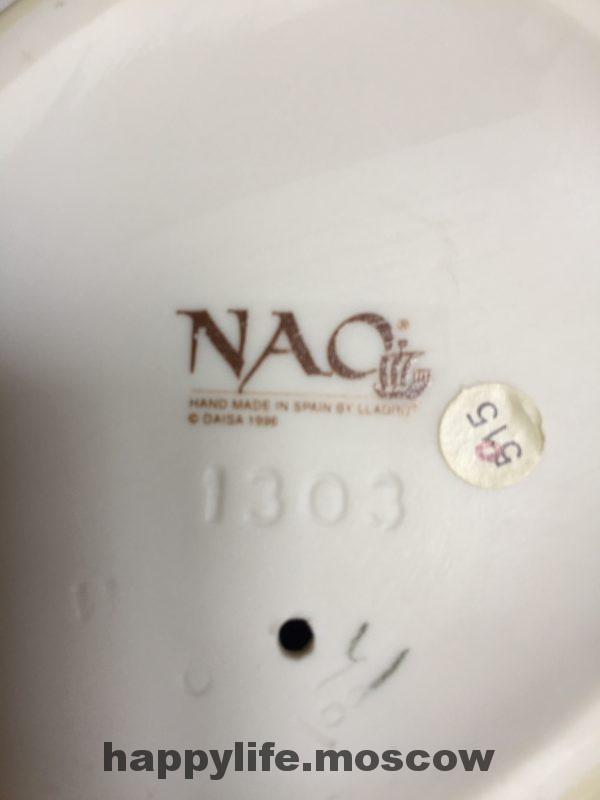 NAO®
HAND MADE IN SPAIN BY LLADRÓ
© DAISA 1996
515
1303
happylife.moscow